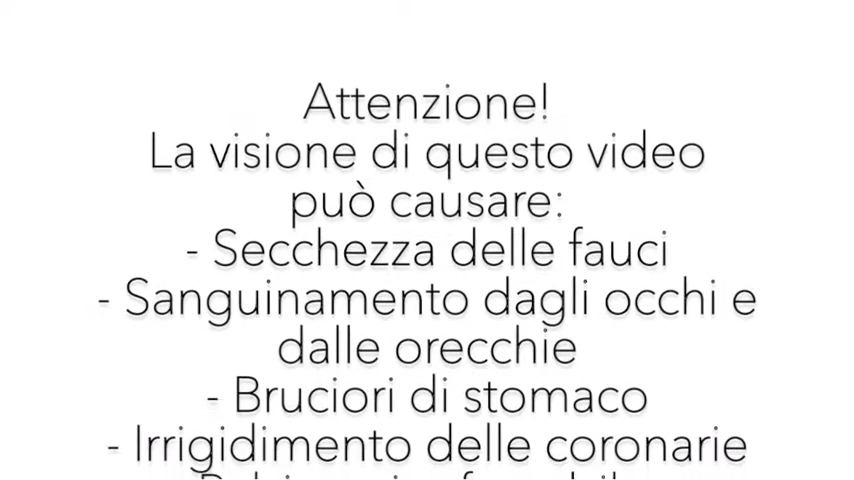 Attenzione!
La visione di questo video
può causare:
- Secchezza delle fauci
- Sanguinamento dagli occhi e
dalle orecchie
- Bruciori di stomaco
- Irrigidimento delle coronarie